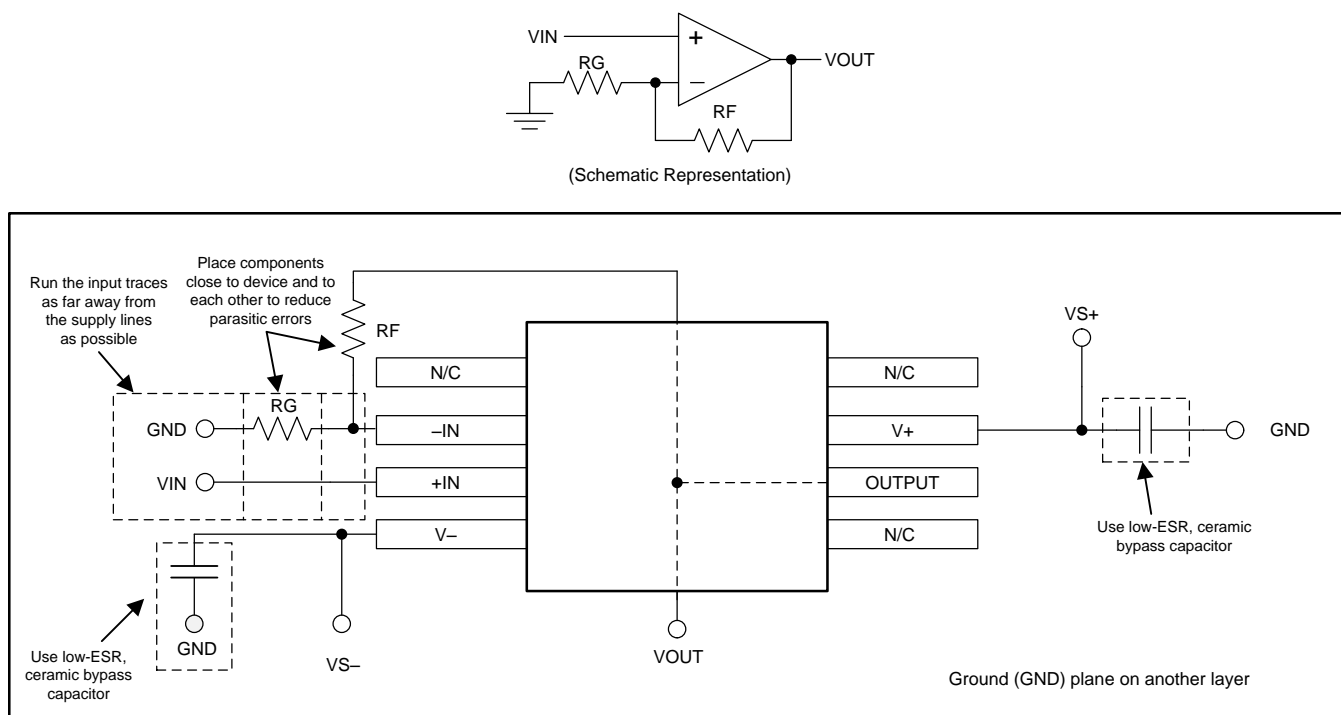 VIN
+
RG
–
VOUT
RF
(Schematic Representation)
Run the input traces
as far away from
the supply lines
as possible
Place components
close to device and to
each other to reduce
parasitic errors
RF
VS+
N/C
N/C
RG
GND
–IN
V+
GND
VIN
+IN
OUTPUT
V–
N/C
Use low-ESR, ceramic
bypass capacitor
GND
VS–
VOUT
Use low-ESR,
ceramic bypass
capacitor
Ground (GND) plane on another layer